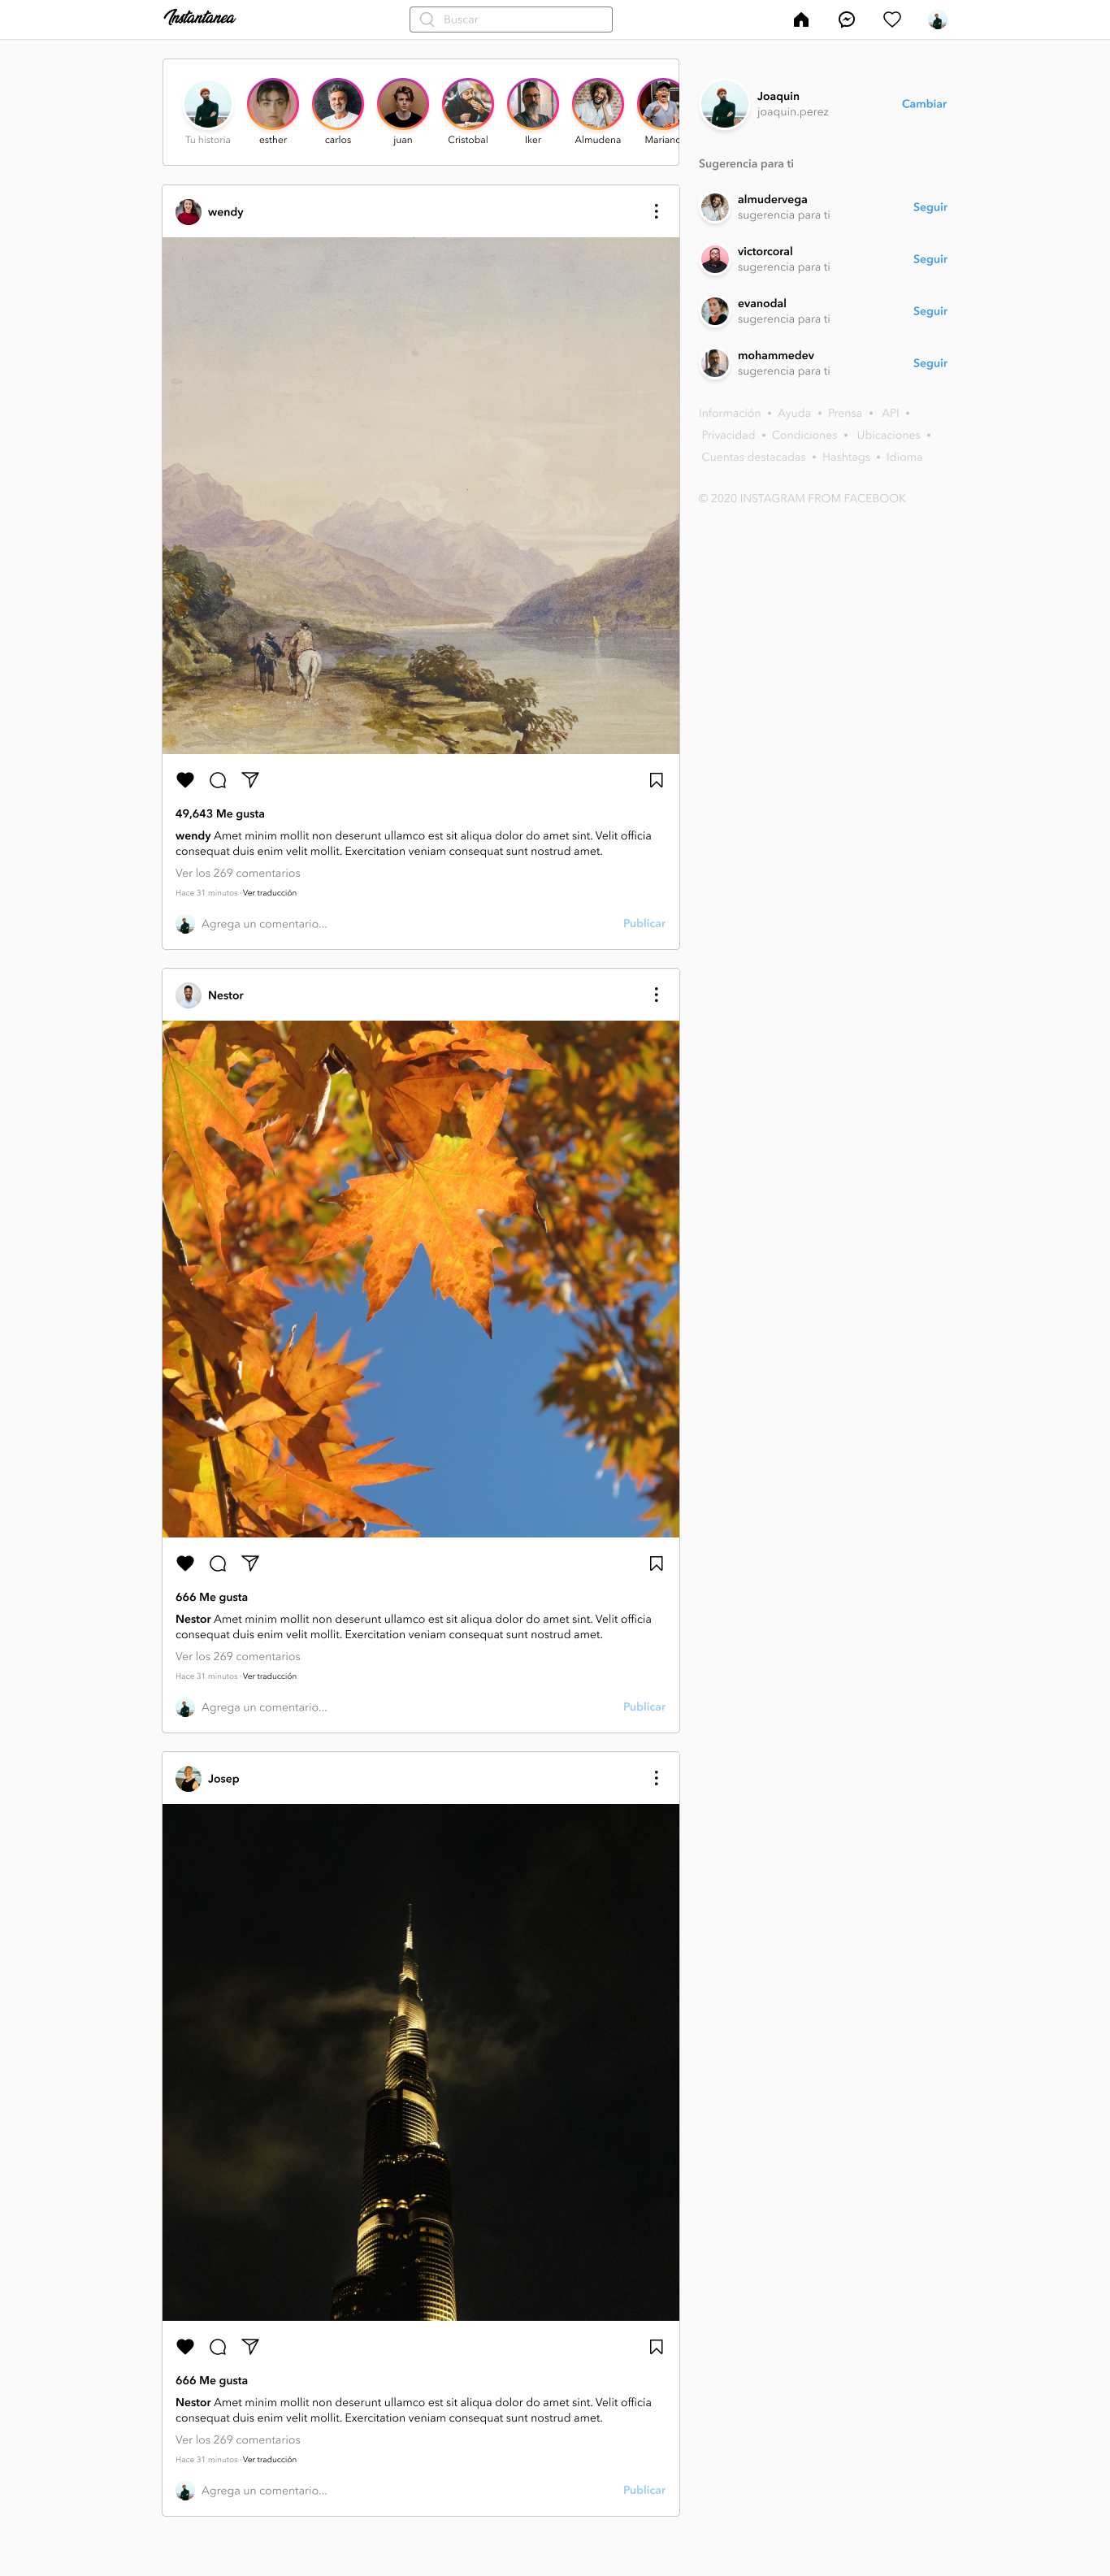 Instantanea
Buscar
Tu historia
esther
carlos
juan
Cristobal
Iker
Almudena
Mariano
Joaquin
joaquin.perez
Cambiar
Sugerencia para ti
almudervega
sugerencia para ti
Seguir
victorcoral
sugerencia para ti
Seguir
evanodal
sugerencia para ti
Seguir
mohammedev
sugerencia para ti
Seguir
Información • Ayuda • Prensa • API •
Privacidad • Condiciones • Ubicaciones •
Cuentas destacadas • Hashtags • Idioma
© 2020 INSTAGRAM FROM FACEBOOK
wendy
49,643 Me gusta
wendy Amet minim mollit non deserunt ullamco est sit aliqua dolor do amet sint. Velit officia
consequat duis enim velit mollit. Exercitation veniam consequat sunt nostrud amet.
Ver los 269 comentarios
Hace 31 minutos · Ver traducción
Agrega un comentario...
Publicar
Nestor
666 Me gusta
Nestor Amet minim mollit non deserunt ullamco est sit aliqua dolor do amet sint. Velit officia
consequat duis enim velit mollit. Exercitation veniam consequat sunt nostrud amet.
Ver los 269 comentarios
Hace 31 minutos · Ver traducción
Agrega un comentario...
Publicar
Josep
666 Me gusta
Nestor Amet minim mollit non deserunt ullamco est sit aliqua dolor do amet sint. Velit officia
consequat duis enim velit mollit. Exercitation veniam consequat sunt nostrud amet.
Ver los 269 comentarios
Hace 31 minutos · Ver traducción
Agrega un comentario...
Publicar